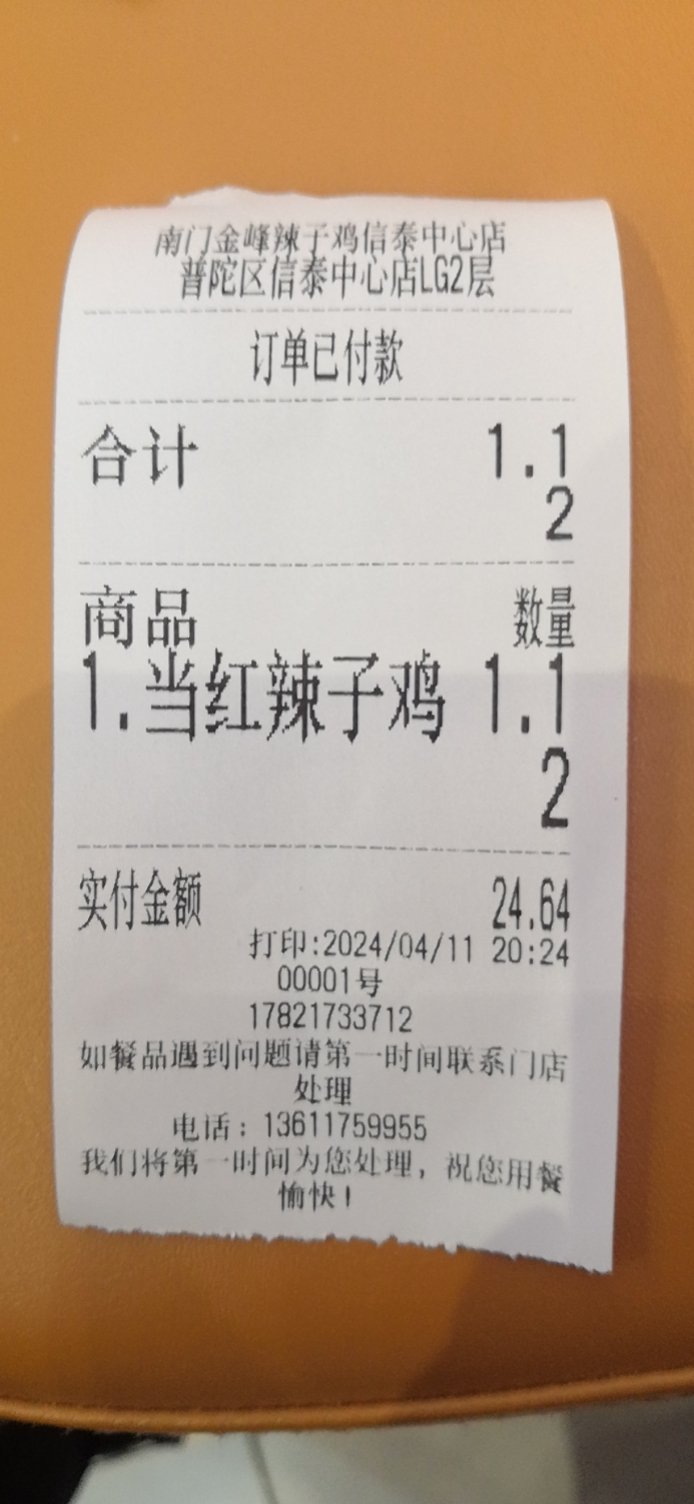 南门金峰辣子鸡信泰中心店
普陀区信泰中心店LG2层
订单已付款
合计 1.1
2
商品 数量
1.当红辣子鸡 1.1
2
实付金额 24.64
打印:2024/04/11 20:24
00001号
17821733712
如餐品遇到问题请第一时间联系门店
处理
电话：13611759955
我们将第一时间为您处理，祝您用餐
愉快！